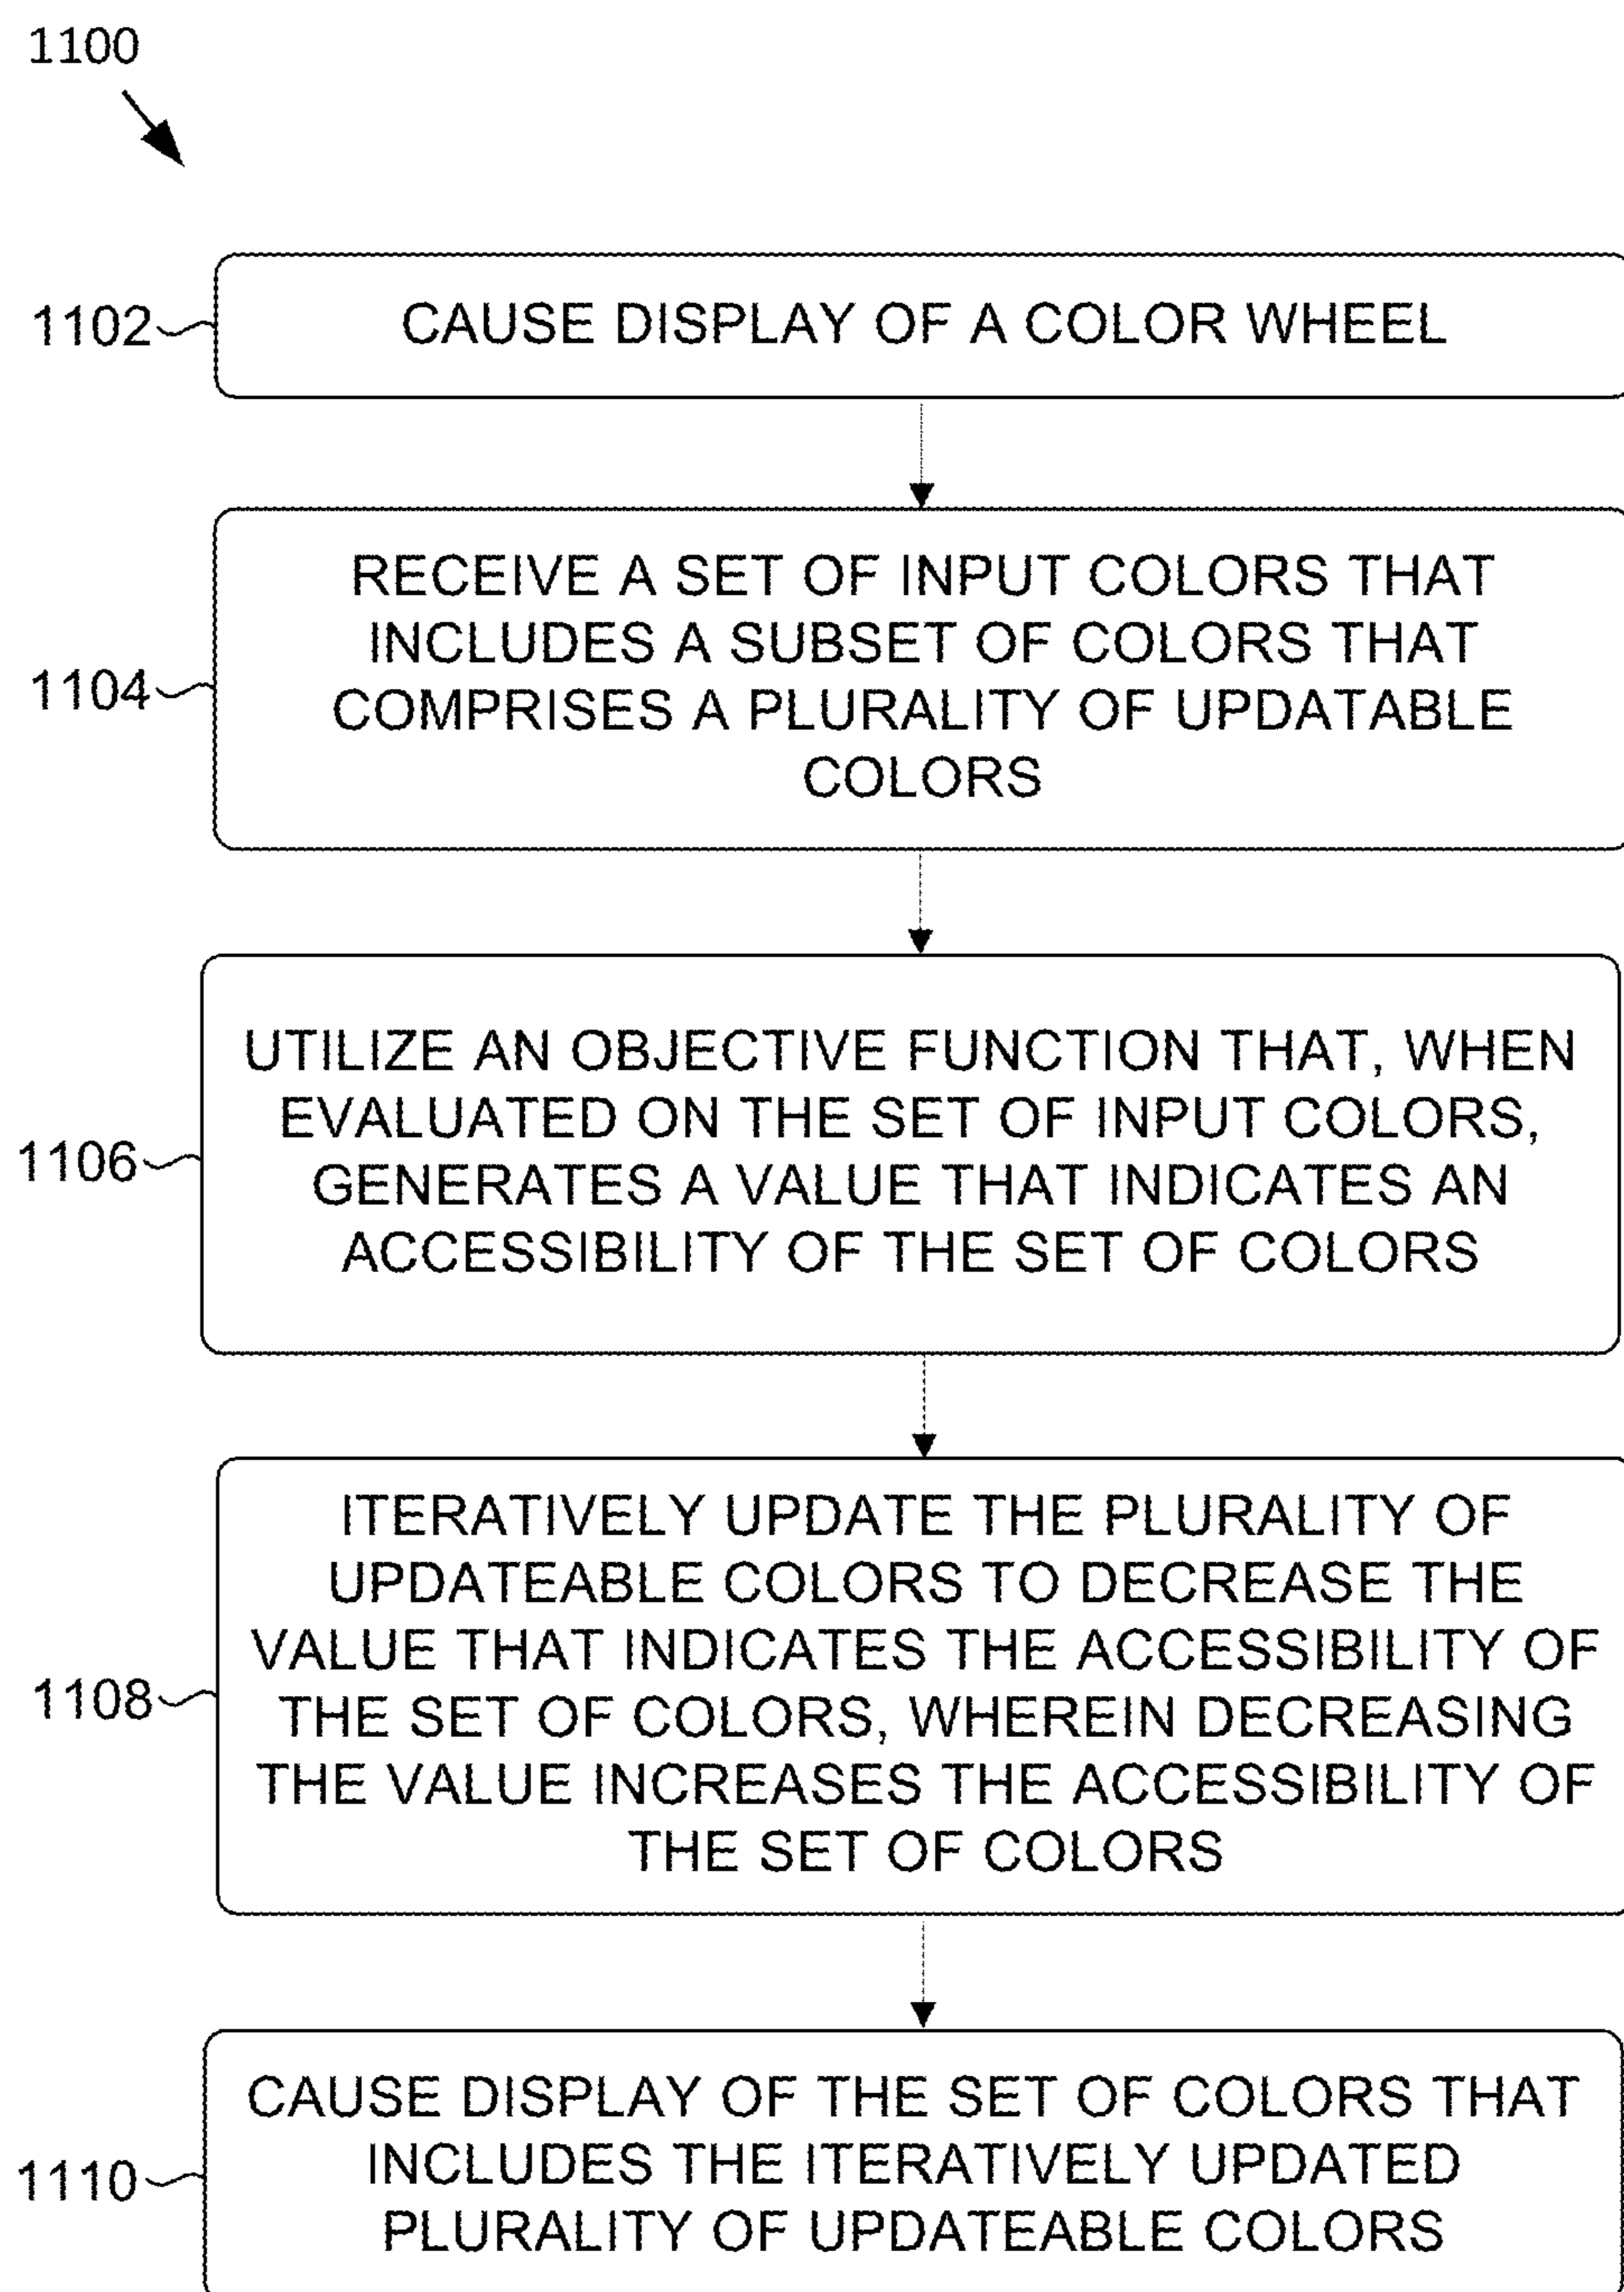 1100
1102
CAUSE DISPLAY OF A COLOR WHEEL
RECEIVE A SET OF INPUT COLORS THAT
INCLUDES A SUBSET OF COLORS THAT
1104
COMPRISES A PLURALITY OF UPDATABLE
COLORS
UTILIZE AN OBJECTIVE FUNCTION THAT, WHEN
EVALUATED ON THE SET OF INPUT COLORS,
1106
GENERATES A VALUE THAT INDICATES AN
ACCESSIBILITY OF THE SET OF COLORS
ITERATIVELY UPDATE THE PLURALITY OF
UPDATEABLE COLORS TO DECREASE THE
VALUE THAT INDICATES THE ACCESSIBILITY OF
1108
THE SET OF COLORS, WHEREIN DECREASING
THE VALUE INCREASES THE ACCESSIBILITY OF
THE SET OF COLORS
CAUSE DISPLAY OF THE SET OF COLORS THAT
1110
INCLUDES THE ITERATIVELY UPDATED
PLURALITY OF UPDATEABLE COLORS